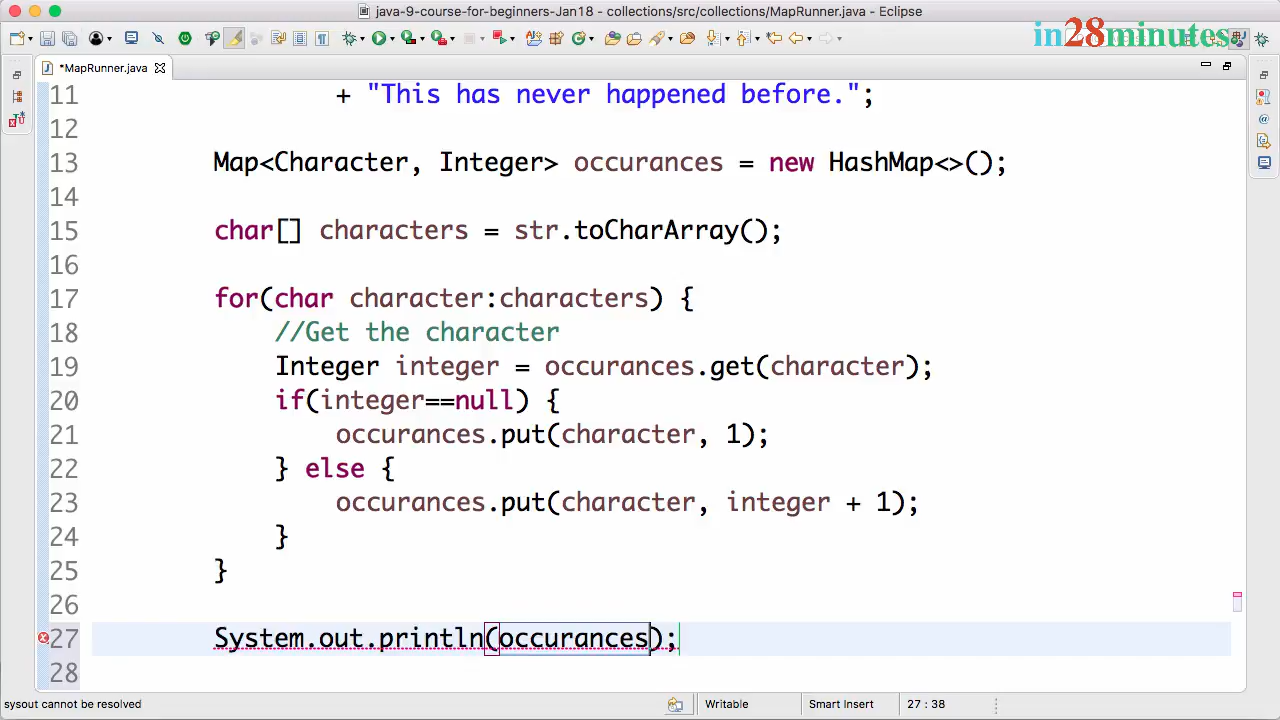 java-9-course-for-beginners-Jan18 - collections/src/collections/MapRunner.java - Eclipse
in28minutes
*MapRunner.java
11 + "This has never happened before.";
12
13 Map<Character, Integer> occurances = new HashMap<>();
14
15 char[] characters = str.toCharArray();
16
17 for(char character:characters) {
18 //Get the character
19 Integer integer = occurances.get(character);
20 if(integer==null) {
21 occurances.put(character, 1);
22 } else {
23 occurances.put(character, integer + 1);
24 }
25 }
26
27 System.out.println(occurances);
28
sysout cannot be resolved
Writable
Smart Insert
27 : 38